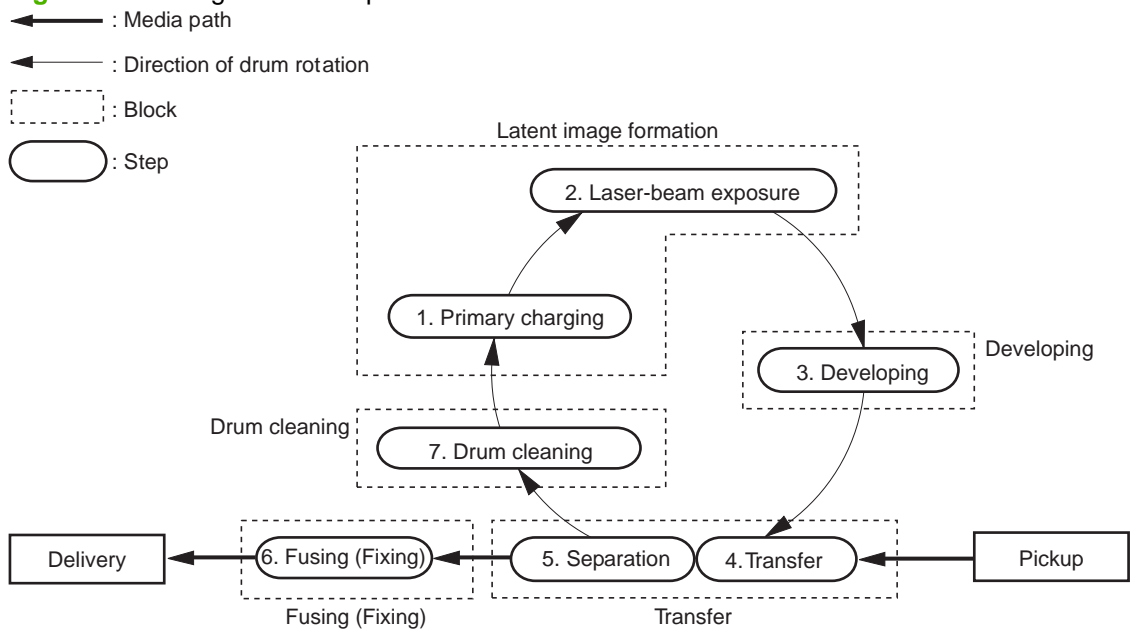 : Media path
: Direction of drum rotation
: Block
: Step
Latent image formation
2. Laser-beam exposure
1. Primary charging
Developing
3. Developing
Drum cleaning
7. Drum cleaning
Delivery
6. Fusing (Fixing)
5. Separation
4. Transfer
Pickup
Fusing (Fixing)
Transfer